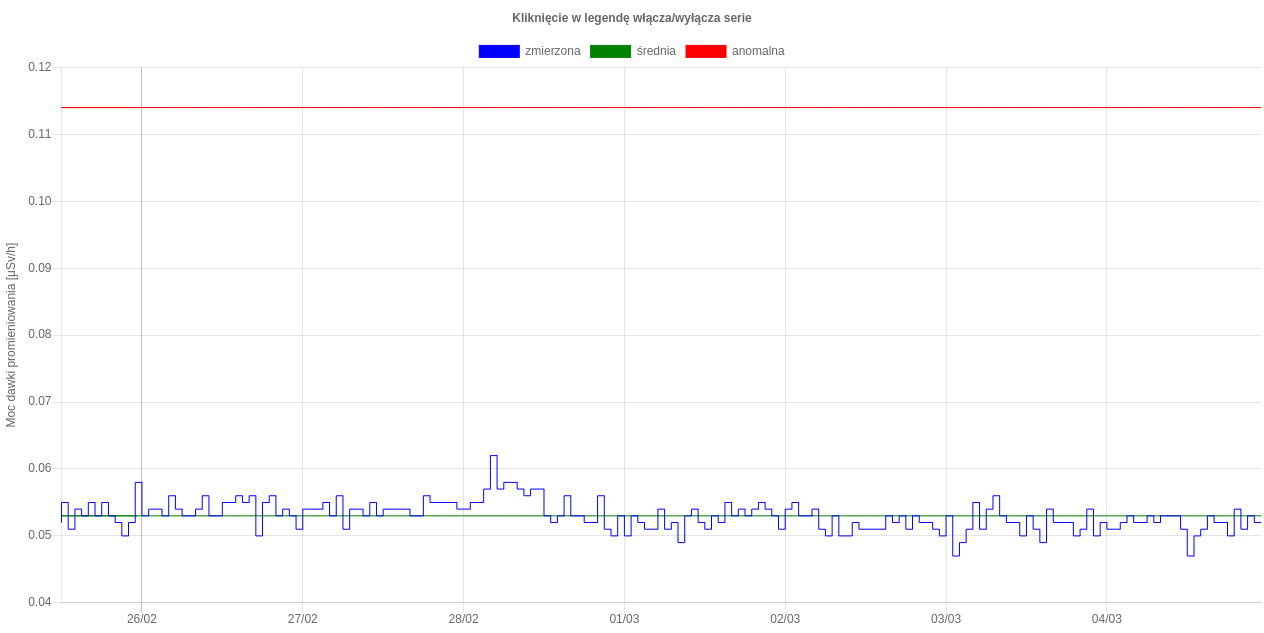 Kliknięcie w legendę włącza/wyłącza serie
zmierzona średnia anomalna
Moc dawki promieniowania [µSv/h]
0.12
0.11
0.10
0.09
0.08
0.07
0.06
0.05
0.04
26/02 27/02 28/02 01/03 02/03 03/03 04/03